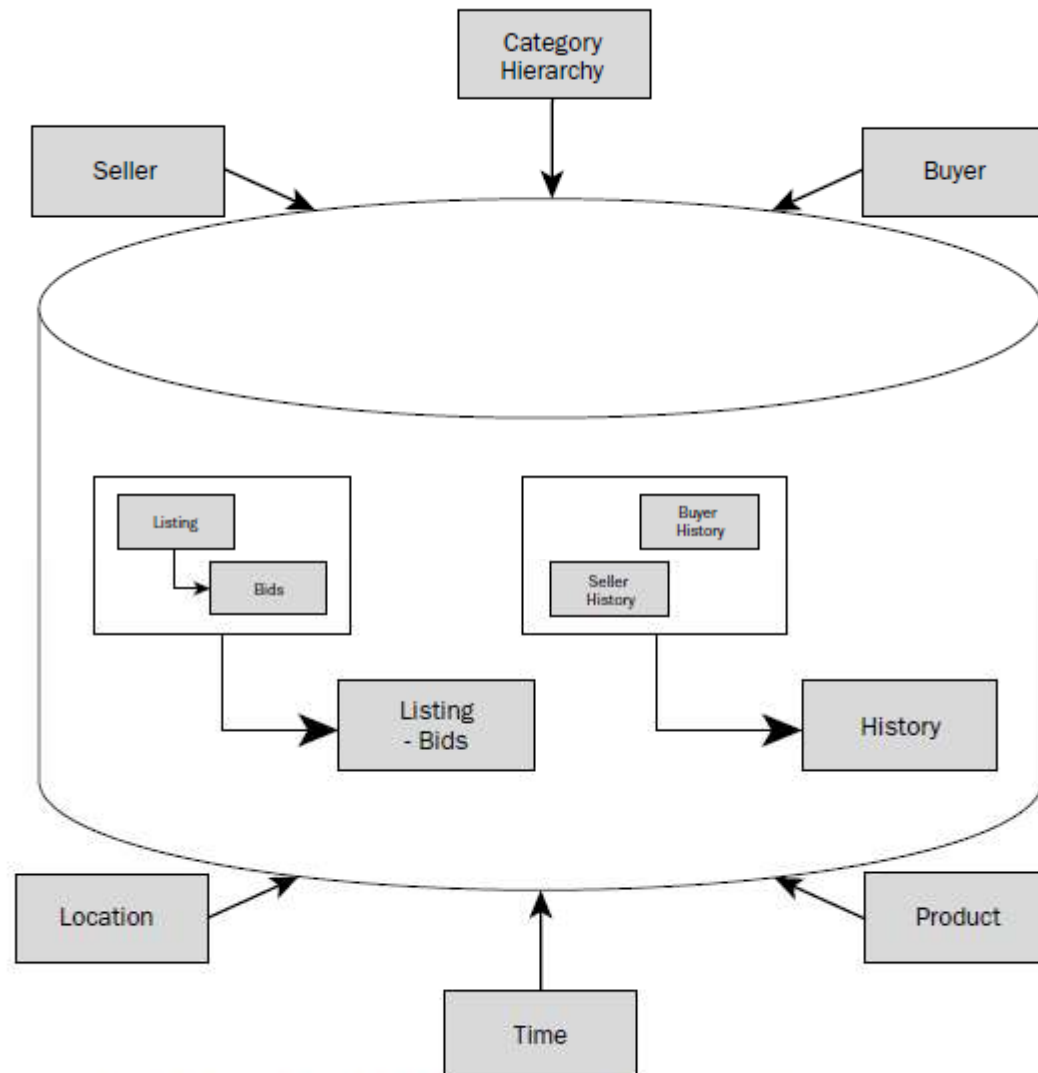 Category
Hierarchy
Seller
Buyer
Listing
Bids
Buyer
History
Seller
History
Listing
- Bids
History
Location
Product
Time